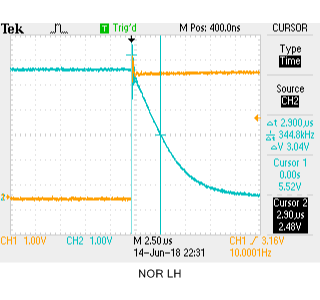 Tek Trig'd M Pos: 400.0ns CURSOR
Type
Time
Source
CH2
Δt 2.900µs
1/Δt 344.8kHz
ΔV 3.04V
Cursor 1
0.00s
5.52V
Cursor 2
2.90µs
2.48V
2
CH1 1.00V CH2 1.00V M 2.50µs CH1 / 3.16V
14-Jun-18 22:31 10.0001Hz
NOR LH